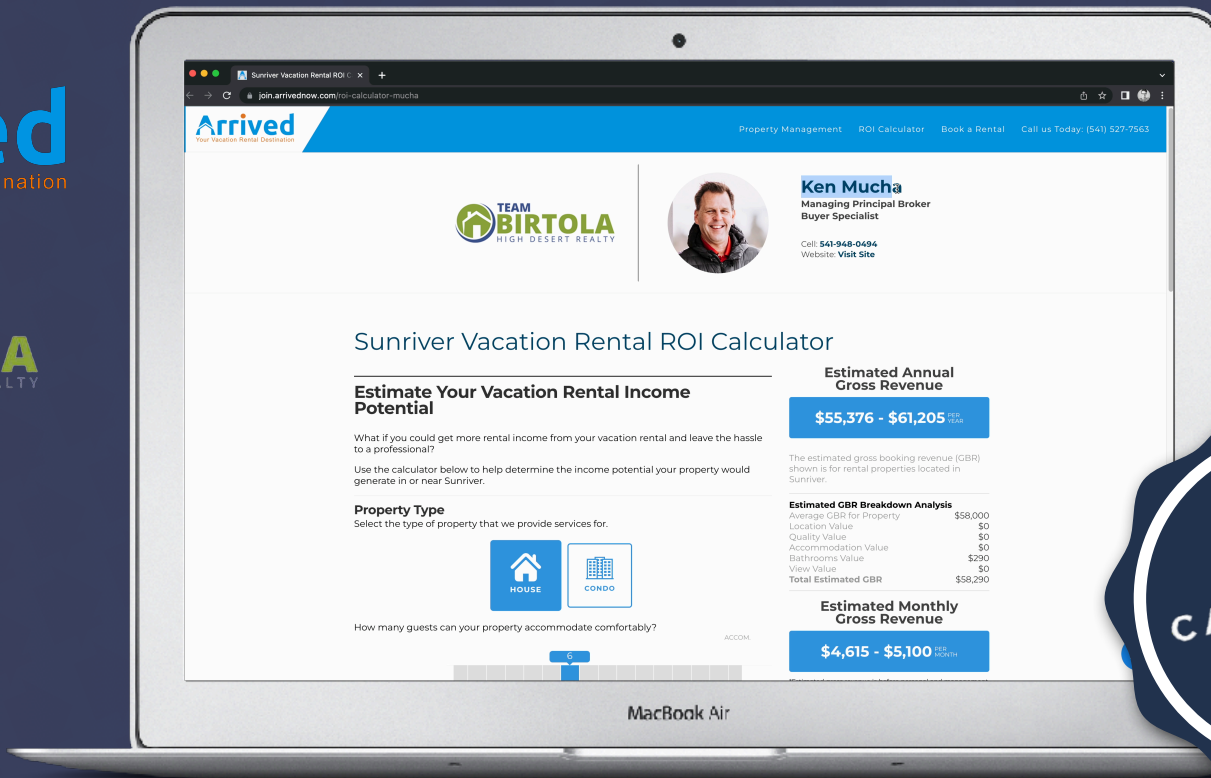 ed
nation
A
ALTY
Sunriver Vacation Rental ROI C
join.arrivednow.com/roi-calculator-mucha
Arrived
Your Vacation Rental Destination
Property Management ROI Calculator Book a Rental Call us Today: (541) 527-7563
TEAM
BIRTOLA
HIGH DESERT REALTY
Ken Mucha
Managing Principal Broker
Buyer Specialist
Cell: 541-948-0494
Website: Visit Site
Sunriver Vacation Rental ROI Calculator
Estimate Your Vacation Rental Income
Potential
What if you could get more rental income from your vacation rental and leave the hassle
to a professional?
Use the calculator below to help determine the income potential your property would
generate in or near Sunriver.
Property Type
Select the type of property that we provide services for.
HOUSE
CONDO
How many guests can your property accommodate comfortably?
ACCOM.
6
Estimated Annual
Gross Revenue
$55,376 - $61,205 PER YEAR
The estimated gross booking revenue (GBR)
shown is for rental properties located in
Sunriver.
Estimated GBR Breakdown Analysis
Average GBR for Property $58,000
Location Value $0
Quality Value $0
Accommodation Value $0
Bathrooms Value $290
View Value $0
Total Estimated GBR $58,290
Estimated Monthly
Gross Revenue
$4,615 - $5,100 PER MONTH
MacBook Air